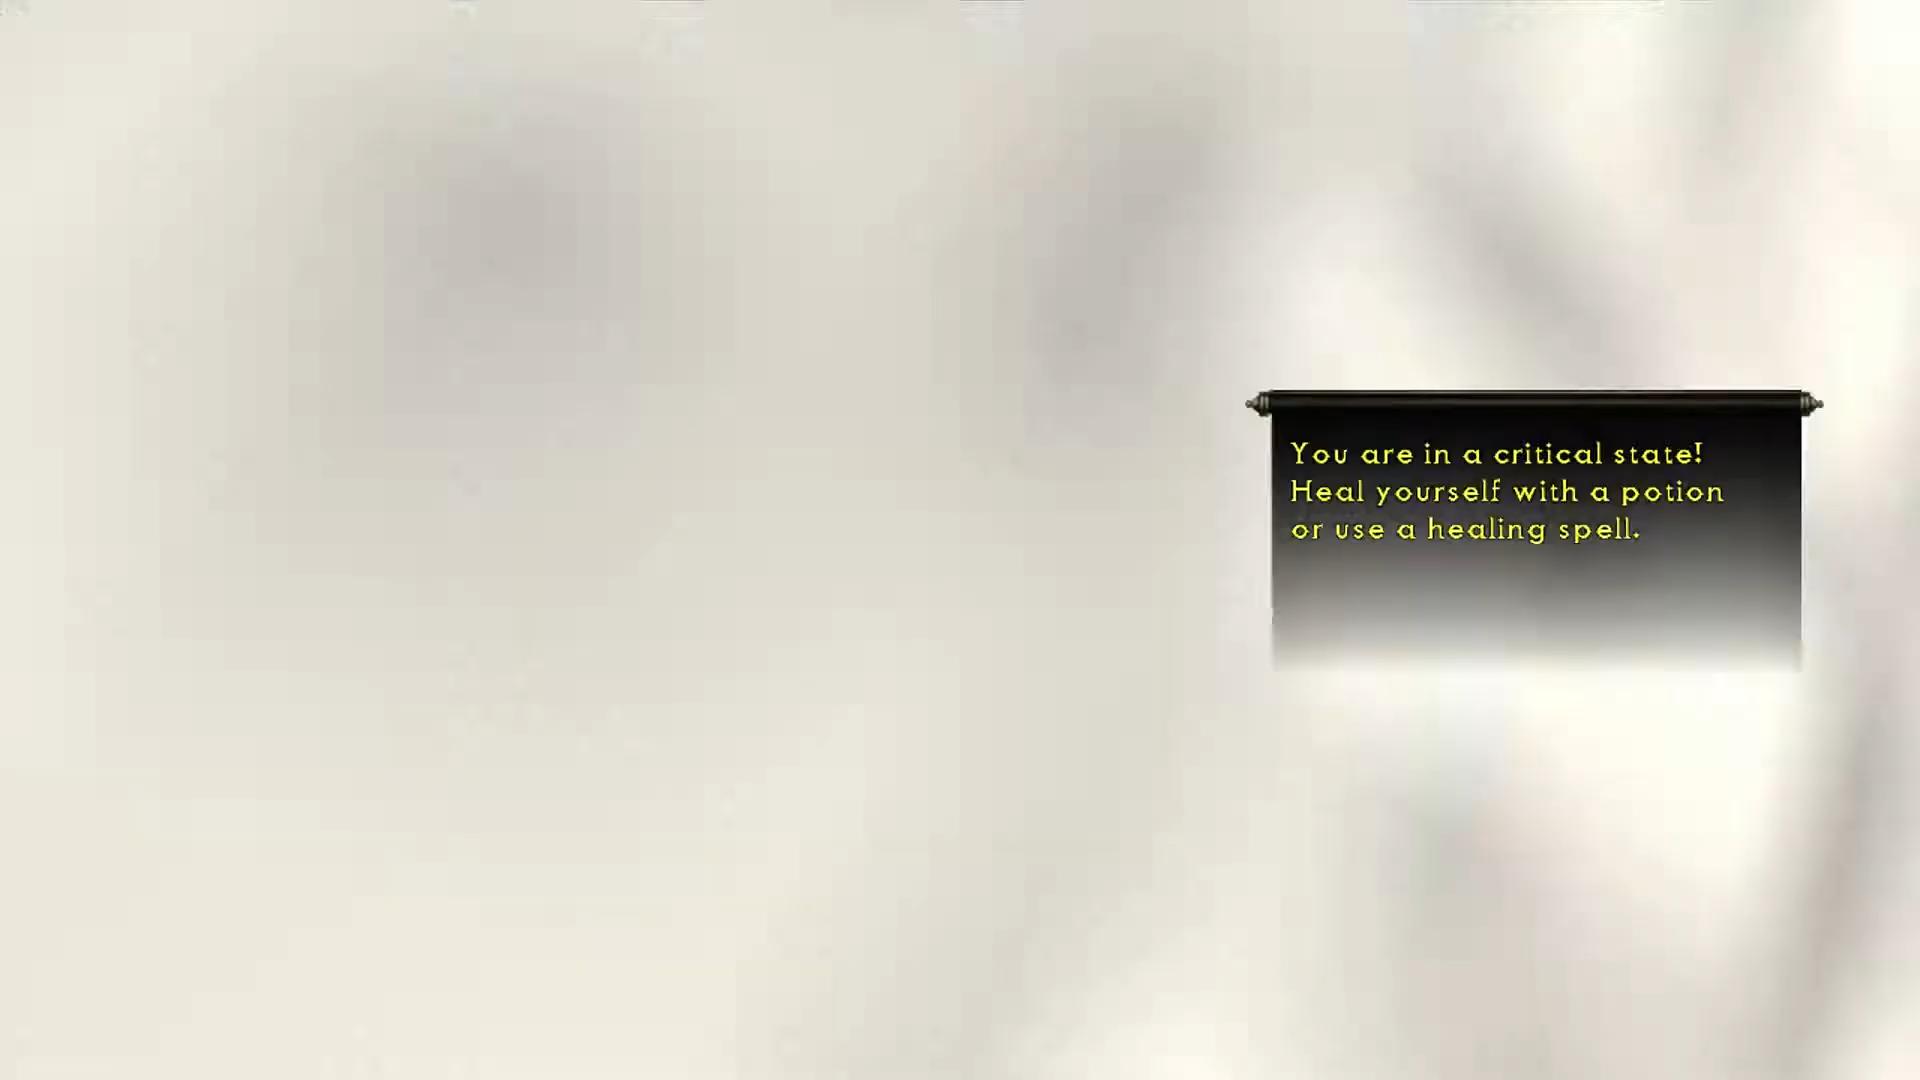 You are in a critical state!
Heal yourself with a potion
or use a healing spell.